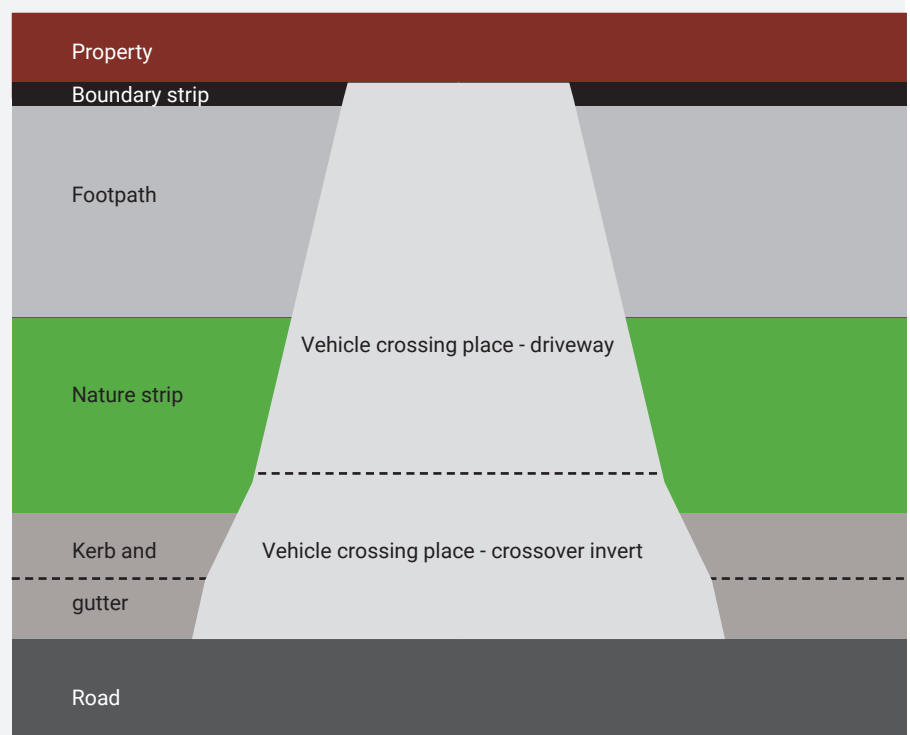 Property
Boundary strip
Footpath
Vehicle crossing place - driveway
Nature strip
Kerb and
Vehicle crossing place - crossover invert
gutter
Road